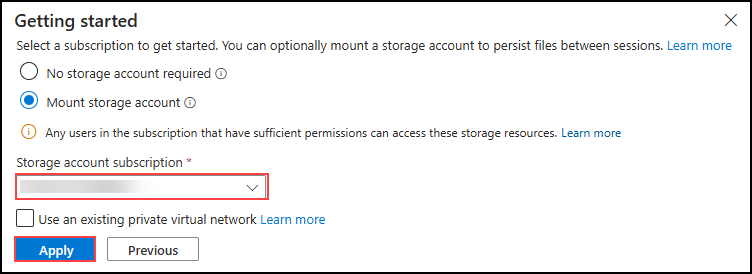 Getting started
Select a subscription to get started. You can optionally mount a storage account to persist files between sessions. Learn more
No storage account required
Mount storage account
Any users in the subscription that have sufficient permissions can access these storage resources. Learn more
Storage account subscription *
Use an existing private virtual network Learn more
Apply Previous